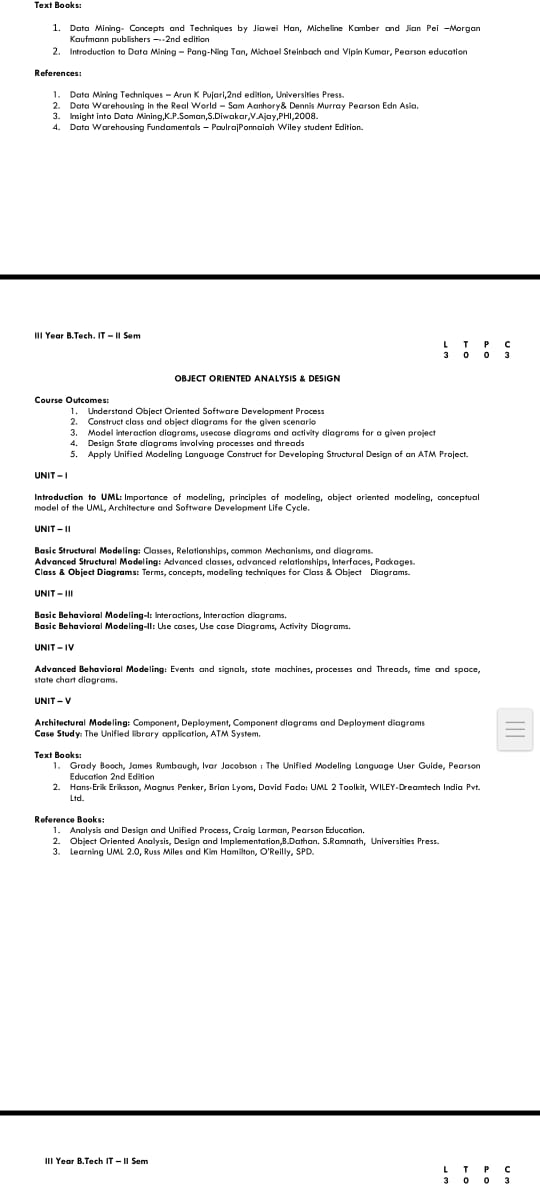 Text Books:
1. Data Mining- Concepts and Techniques by Jiawei Han, Micheline Kamber and Jian Pei –Morgan
Kaufmann publishers –--2nd edition
2. Introduction to Data Mining – Pang-Ning Tan, Michael Steinbach and Vipin Kumar, Pearson education
References:
1. Data Mining Techniques – Arun K Pujari,2nd edition, Universities Press.
2. Data Warehousing in the Real World – Sam Aanhory& Dennis Murray Pearson Edn Asia.
3. Insight into Data Mining,K.P.Soman,S.Diwakar,V.Ajay,PHI,2008.
4. Data Warehousing Fundamentals – PaulrajPonnaiah Wiley student Edition.
III Year B.Tech. IT – II Sem
L T P C
3 0 0 3
OBJECT ORIENTED ANALYSIS & DESIGN
Course Outcomes:
1. Understand Object Oriented Software Development Process
2. Construct class and object diagrams for the given scenario
3. Model interaction diagrams, usecase diagrams and activity diagrams for a given project
4. Design State diagrams involving processes and threads
5. Apply Unified Modeling Language Construct for Developing Structural Design of an ATM Project.
UNIT – I
Introduction to UML: Importance of modeling, principles of modeling, object oriented modeling, conceptual
model of the UML, Architecture and Software Development Life Cycle.
UNIT – II
Basic Structural Modeling: Classes, Relationships, common Mechanisms, and diagrams.
Advanced Structural Modeling: Advanced classes, advanced relationships, Interfaces, Packages.
Class & Object Diagrams: Terms, concepts, modeling techniques for Class & Object Diagrams.
UNIT – III
Basic Behavioral Modeling-I: Interactions, Interaction diagrams.
Basic Behavioral Modeling-II: Use cases, Use case Diagrams, Activity Diagrams.
UNIT – IV
Advanced Behavioral Modeling: Events and signals, state machines, processes and Threads, time and space,
state chart diagrams.
UNIT – V
Architectural Modeling: Component, Deployment, Component diagrams and Deployment diagrams
Case Study: The Unified library application, ATM System.
Text Books:
1. Grady Booch, James Rumbaugh, Ivar Jacobson : The Unified Modeling Language User Guide, Pearson
Education 2nd Edition
2. Hans-Erik Eriksson, Magnus Penker, Brian Lyons, David Fado: UML 2 Toolkit, WILEY-Dreamtech India Pvt.
Ltd.
Reference Books:
1. Analysis and Design and Unified Process, Craig Larman, Pearson Education.
2. Object Oriented Analysis, Design and Implementation,B.Dathan. S.Ramnath, Universities Press.
3. Learning UML 2.0, Russ Miles and Kim Hamilton, O'Reilly, SPD.
III Year B.Tech IT – II Sem
L T P C
3 0 0 3